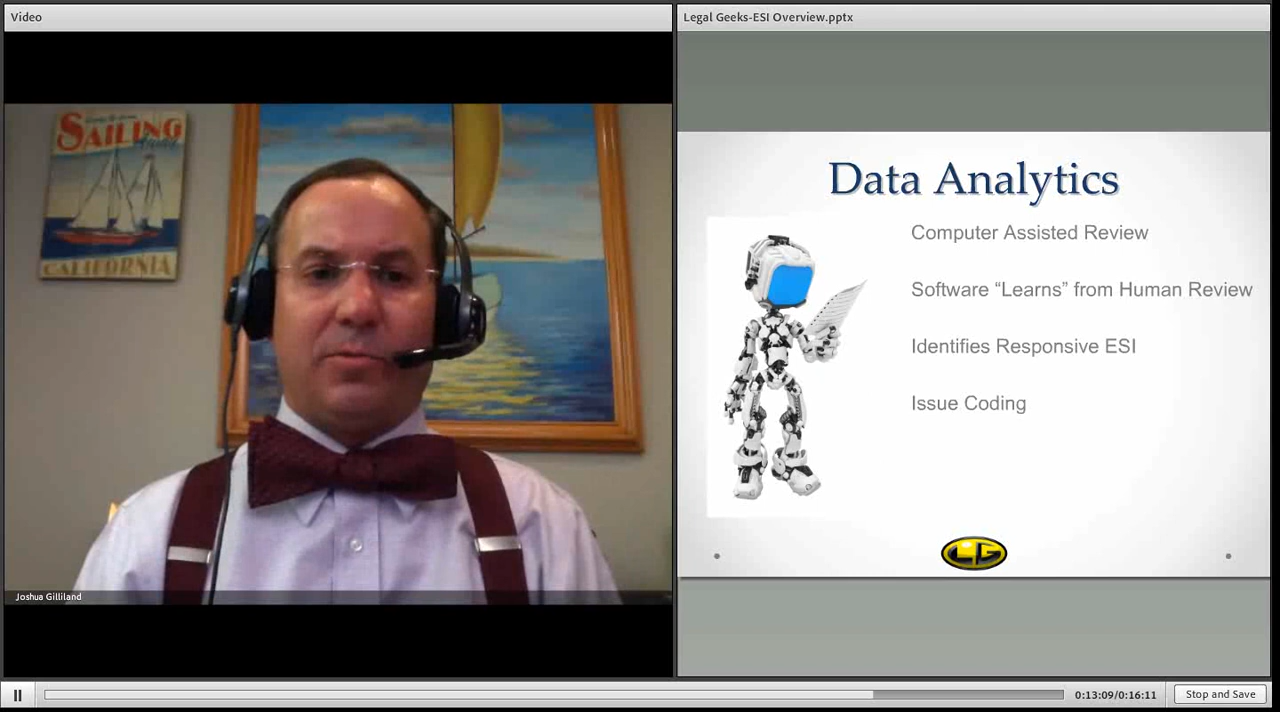 Video
SAILING
CALIFORNIA
Joshua Gilliland
Legal Geeks-ESI Overview.pptx
Data Analytics
Computer Assisted Review
Software “Learns” from Human Review
Identifies Responsive ESI
Issue Coding
LG
0:13:09/0:16:11
Stop and Save